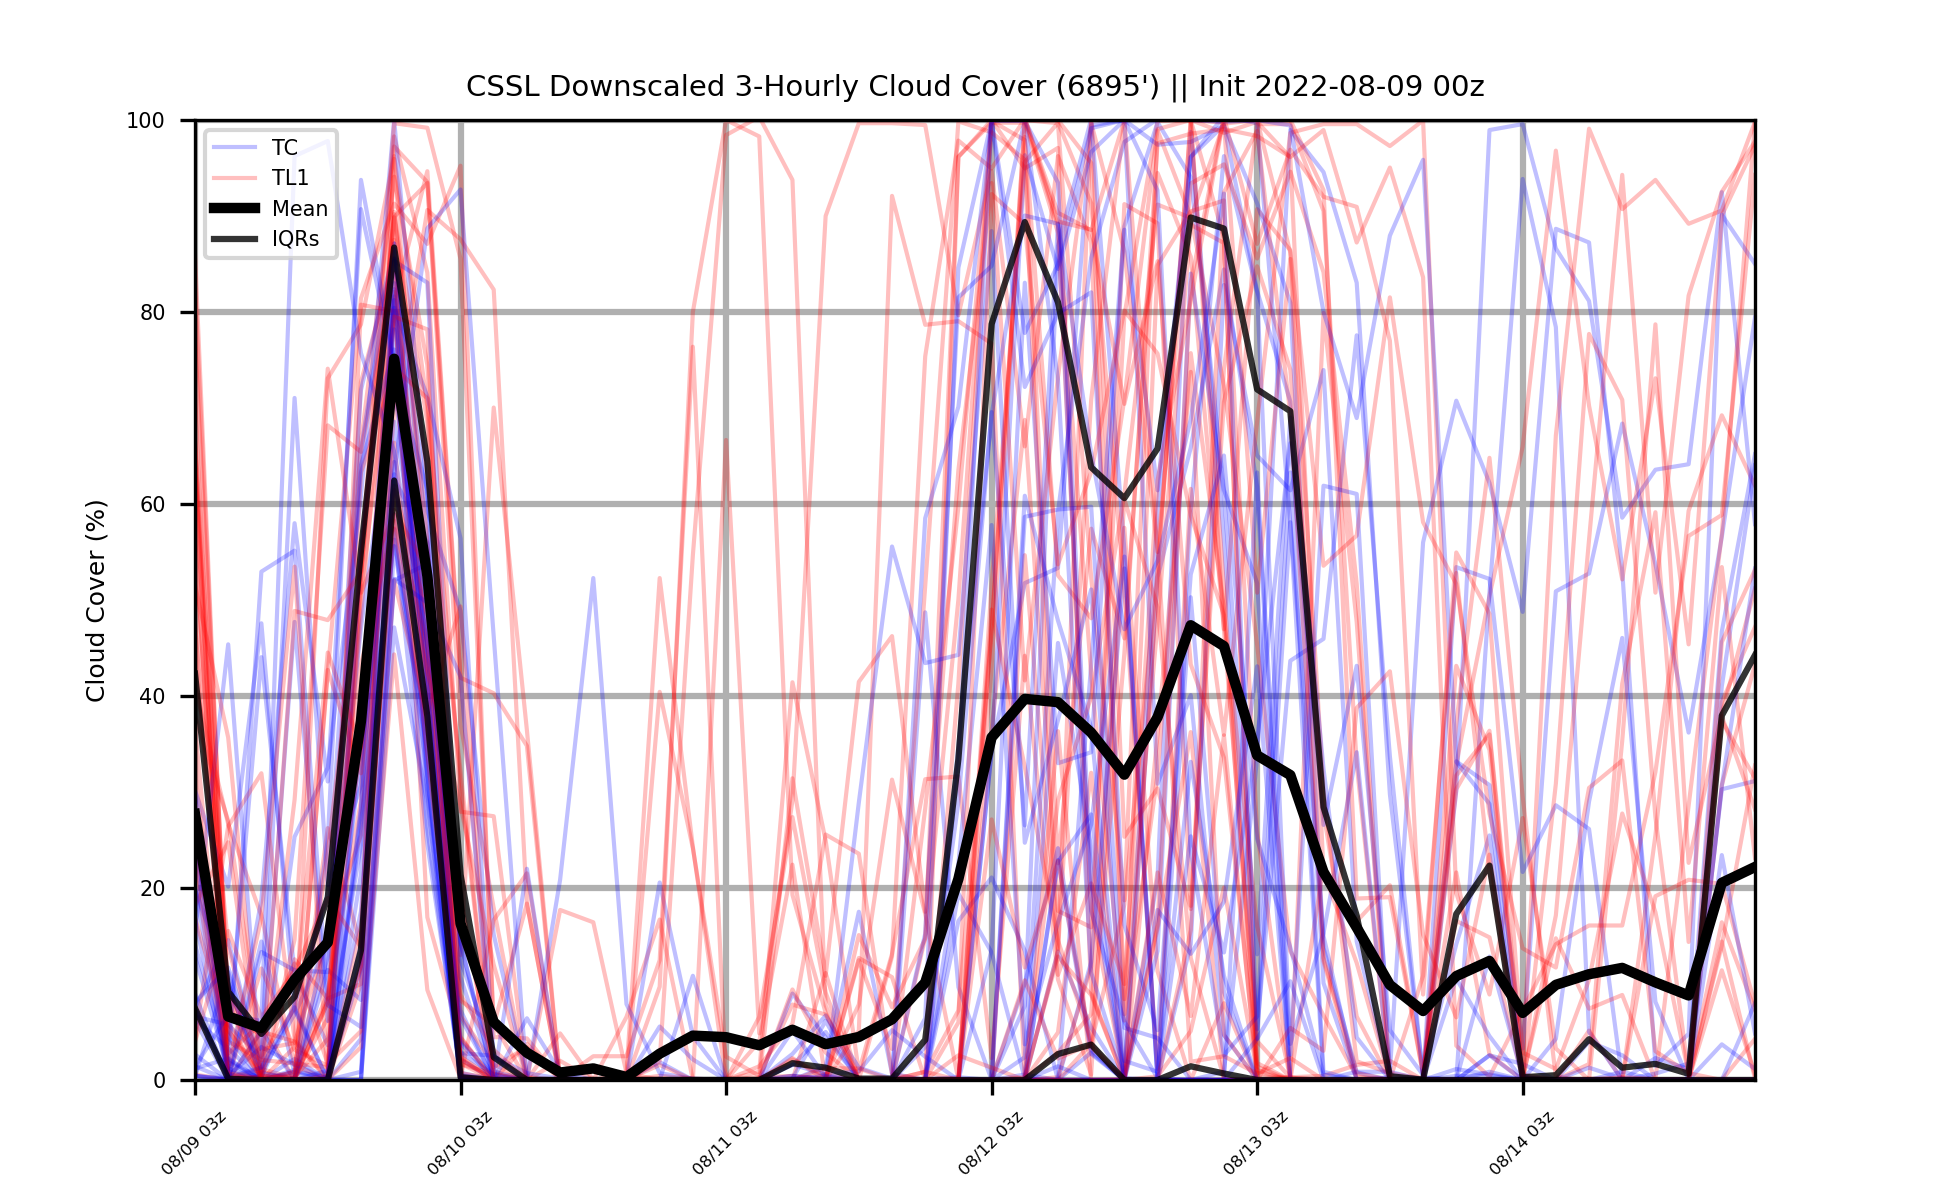 CSSL Downscaled 3-Hourly Cloud Cover (6895') || Init 2022-08-09 00z
100
80
60
40
20
0
Cloud Cover (%)
TC
TL1
Mean
IQRs
08/09 03z
08/10 03z
08/11 03z
08/12 03z
08/13 03z
08/14 03z